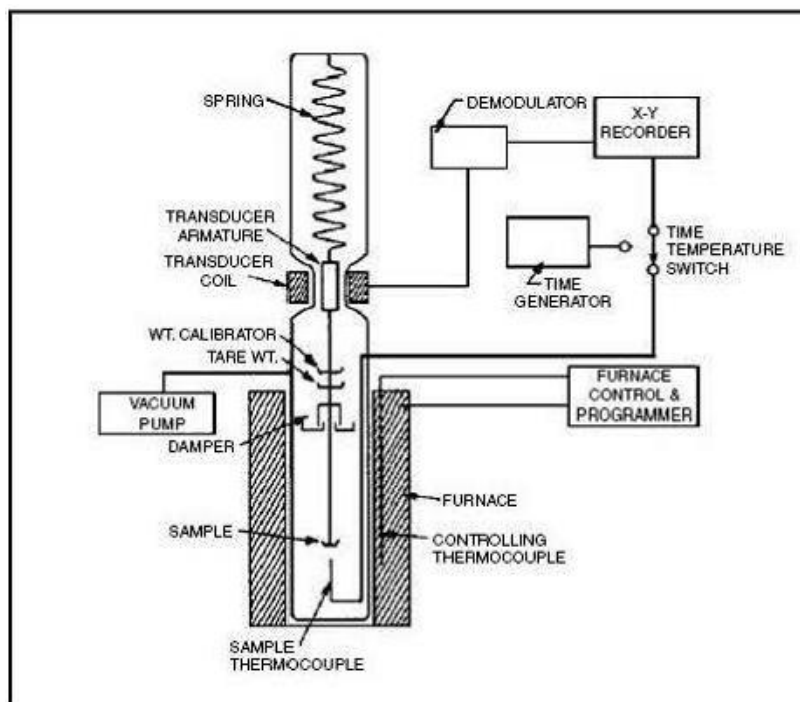 SPRING
DEMODULATOR
X-Y
RECORDER
TRANSDUCER
ARMATURE
TRANSDUCER
COIL
TIME
TEMPERATURE
SWITCH
TIME
GENERATOR
WT. CALIBRATOR
TARE WT.
VACUUM
PUMP
DAMPER
FURNACE
CONTROL &
PROGRAMMER
FURNACE
SAMPLE
CONTROLLING
THERMOCOUPLE
SAMPLE
THERMOCOUPLE